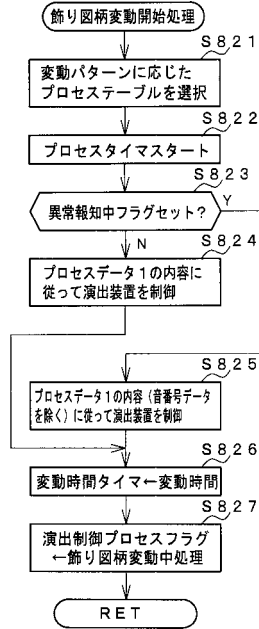 飾り図柄変動開始処理
S821
変動パターンに応じた
プロセステーブルを選択
S822
プロセスタイマスタート
S823
異常報知中フラグセット?
Y
N
S824
プロセスデータ1の内容に
従って演出装置を制御
S825
プロセスデータ1の内容(音番号データ
を除く)に従って演出装置を制御
S826
変動時間タイマ←変動時間
S827
演出制御プロセスフラグ
←飾り図柄変動中処理
RET